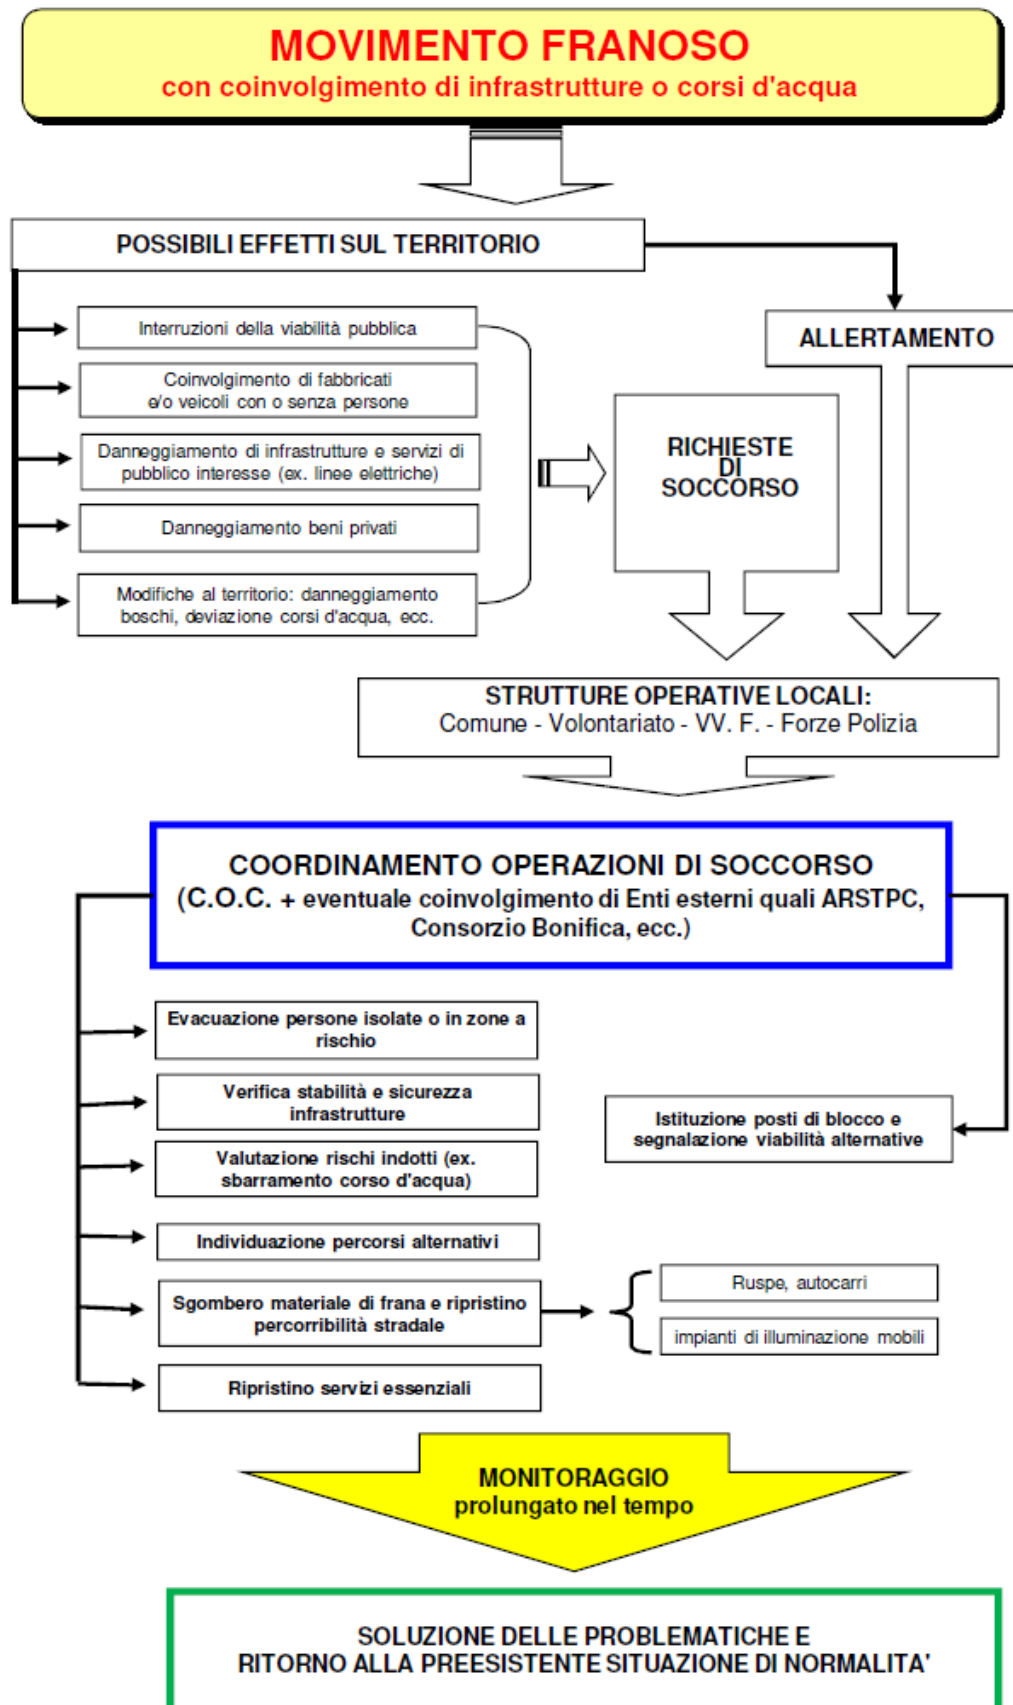 MOVIMENTO FRANOSO
con coinvolgimento di infrastrutture o corsi d'acqua
POSSIBILI EFFETTI SUL TERRITORIO
Interruzioni della viabilità pubblica
ALLERTAMENTO
Coinvolgimento di fabbricati
e/o veicoli con o senza persone
Danneggiamento di infrastrutture e servizi di
pubblico interesse (ex. linee elettriche)
RICHIESTE
DI
SOCCORSO
Danneggiamento beni privati
Modifiche al territorio: danneggiamento
boschi, deviazione corsi d'acqua, ecc.
STRUTTURE OPERATIVE LOCALI:
Comune - Volontariato - VV. F. - Forze Polizia
COORDINAMENTO OPERAZIONI DI SOCCORSO
(C.O.C. + eventuale coinvolgimento di Enti esterni quali ARSTPC,
Consorzio Bonifica, ecc.)
Evacuazione persone isolate o in zone a
rischio
Verifica stabilità e sicurezza
infrastrutture
Istituzione posti di blocco e
segnalazione viabilità alternative
Valutazione rischi indotti (ex.
sbarramento corso d'acqua)
Individuazione percorsi alternativi
Sgombero materiale di frana e ripristino
percorribilità stradale
Ruspe, autocarri
impianti di illuminazione mobili
Ripristino servizi essenziali
MONITORAGGIO
prolungato nel tempo
SOLUZIONE DELLE PROBLEMATICHE E
RITORNO ALLA PREESISTENTE SITUAZIONE DI NORMALITA'